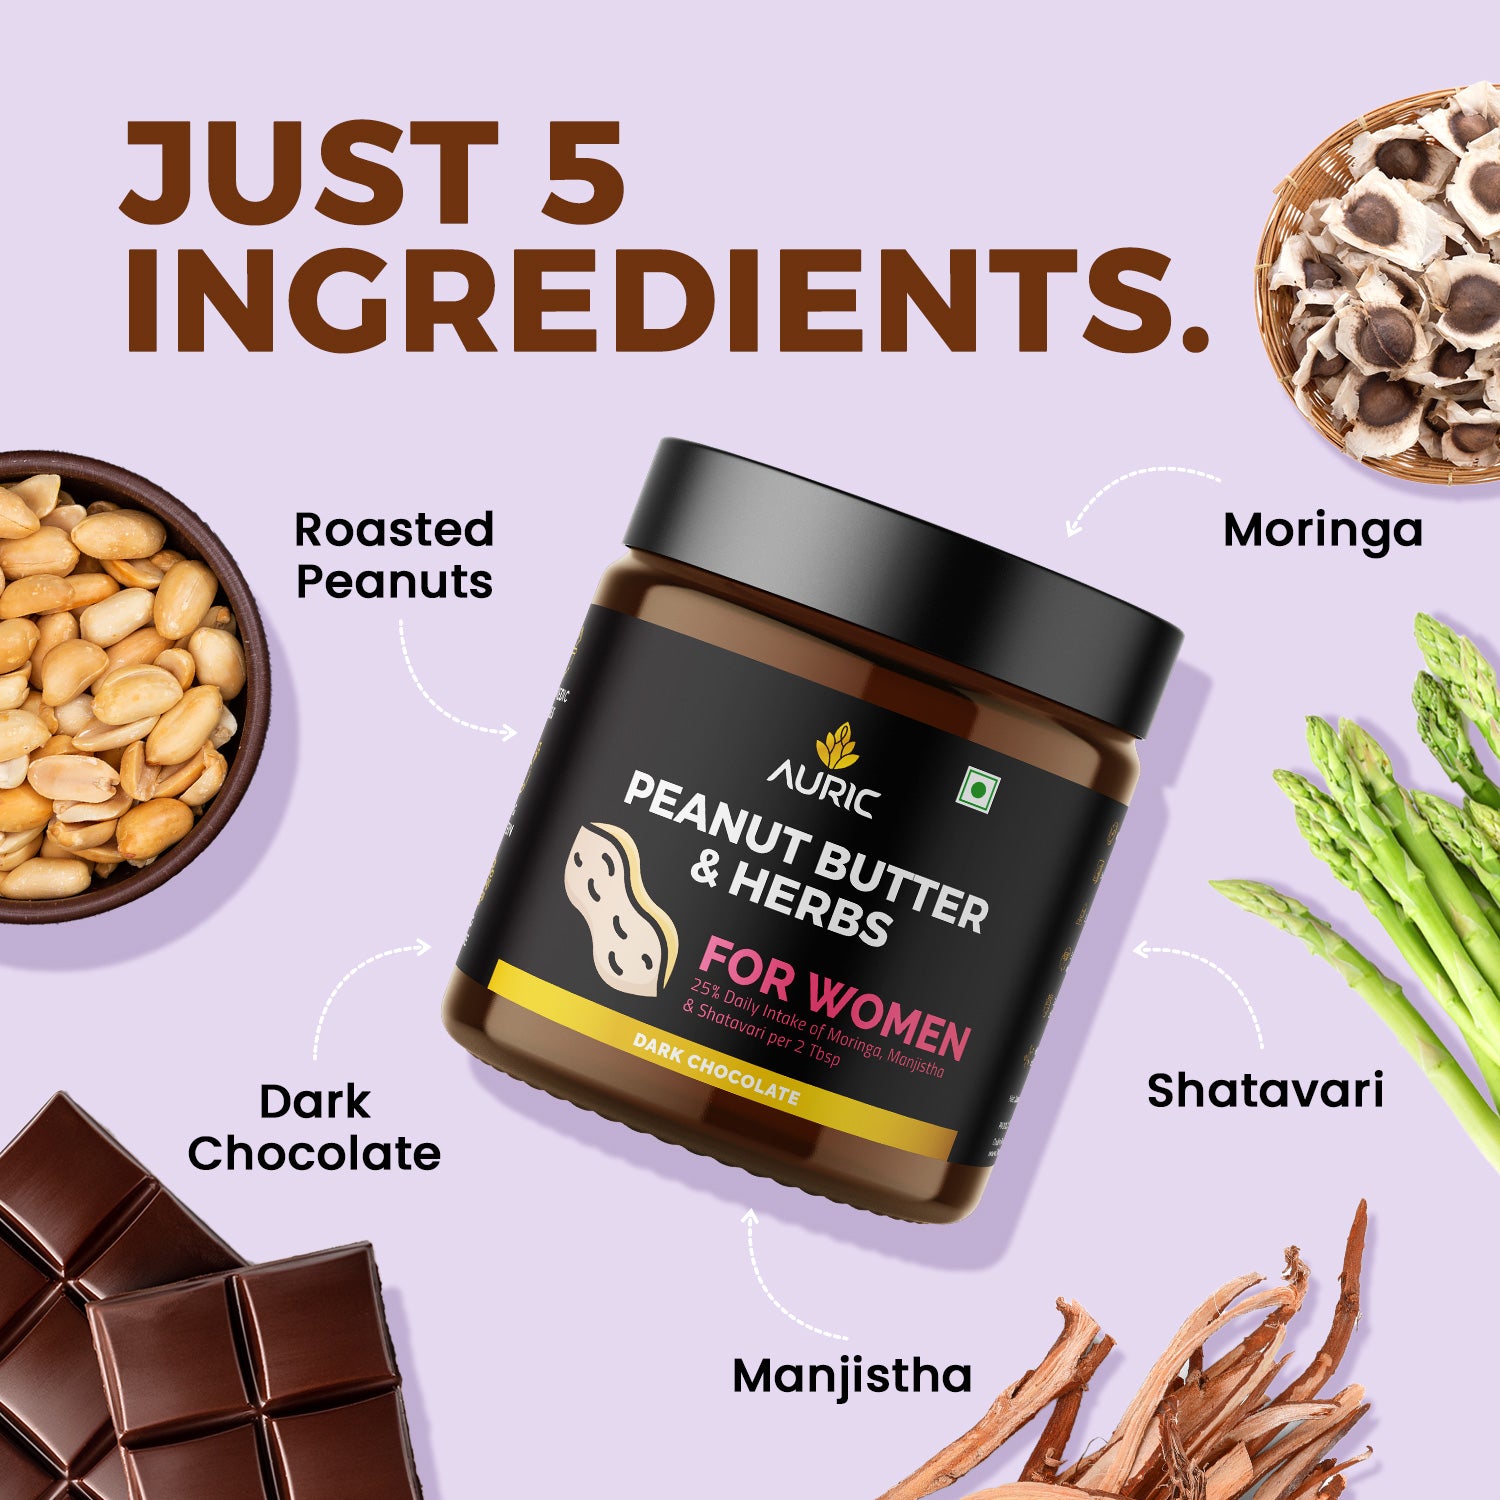 JUST 5
INGREDIENTS.
Roasted
Peanuts
Moringa
AURIC
PEANUT BUTTER
& HERBS
FOR WOMEN
25% Daily Intake of Moringa, Manjistha
& Shatavari per 2 Tbsp
DARK CHOCOLATE
Dark
Chocolate
Shatavari
Manjistha